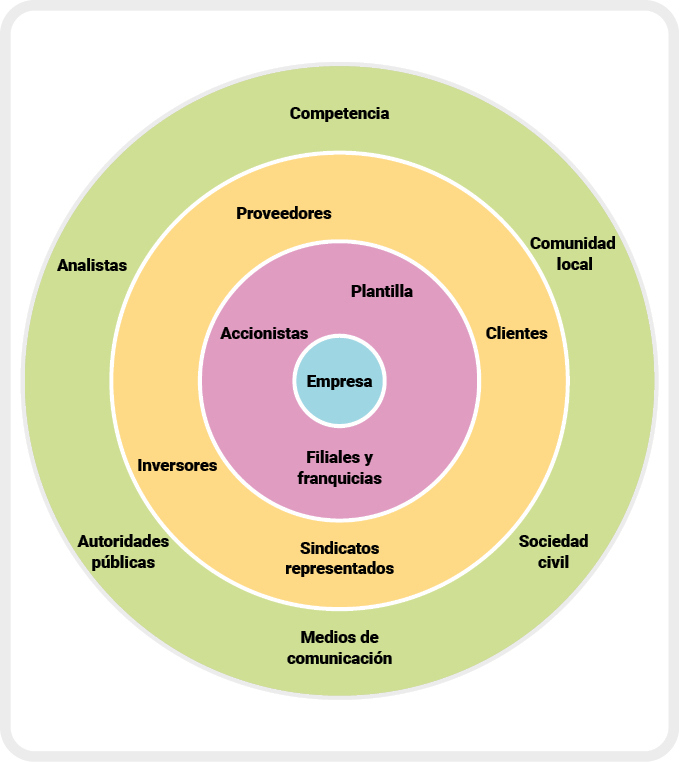 Competencia
Proveedores
Comunidad
local
Analistas
Plantilla
Accionistas
Clientes
Empresa
Filiales y
franquicias
Inversores
Autoridades
públicas
Sindicatos
representados
Sociedad
civil
Medios de
comunicación